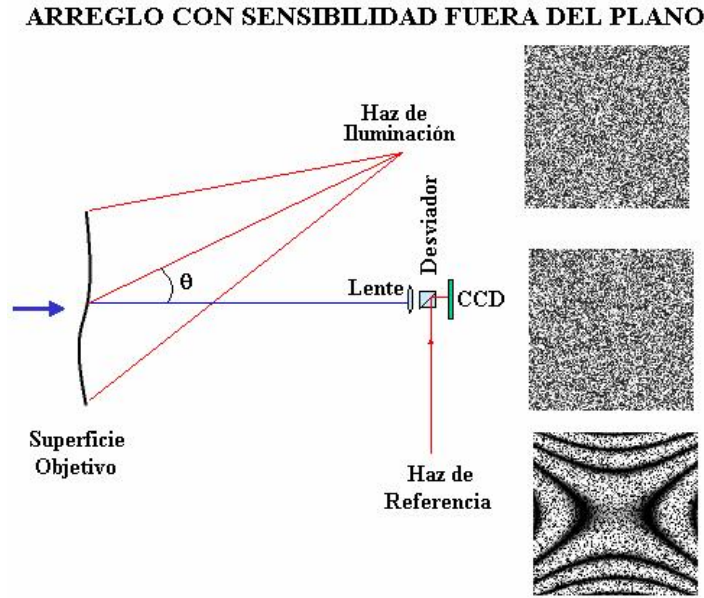 ARREGLO CON SENSIBILIDAD FUERA DEL PLANO
Haz de
Iluminación
Desviador
θ
Lente
CCD
Superficie
Objetivo
Haz de
Referencia